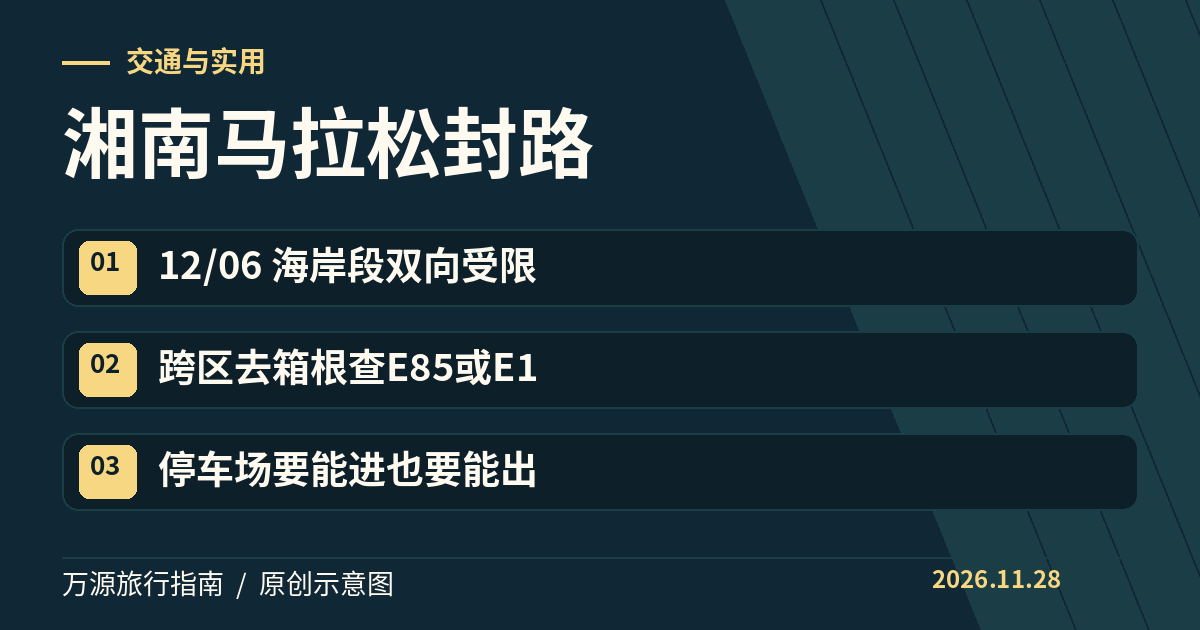 交通与实用
湘南马拉松封路
01 12/06 海岸段双向受限
02 跨区去箱根查E85或E1
03 停车场要能进也要能出
万源旅行指南 / 原创示意图
2026.11.28